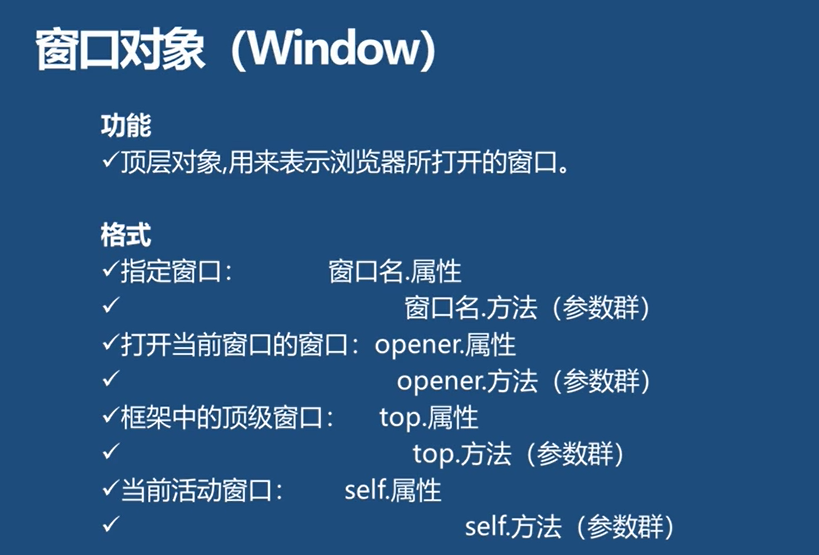 窗口对象（Window）
功能
✓顶层对象,用来表示浏览器所打开的窗口。
格式
✓指定窗口： 窗口名.属性
✓ 窗口名.方法（参数群）
✓打开当前窗口的窗口：opener.属性
✓ opener.方法（参数群）
✓框架中的顶级窗口： top.属性
✓ top.方法（参数群）
✓当前活动窗口： self.属性
✓ self.方法（参数群）